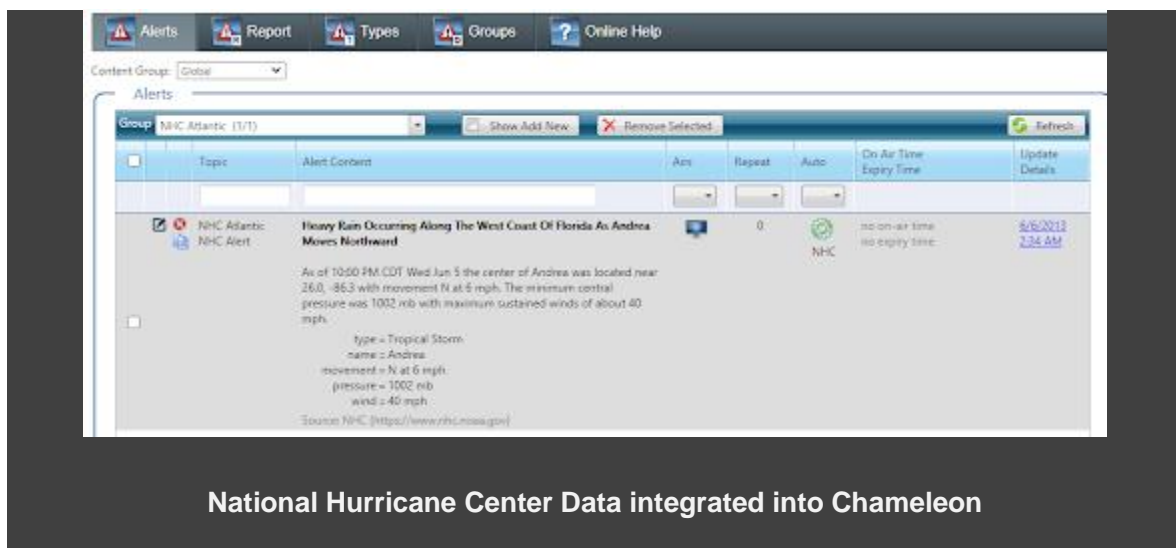 Alerts Report Types Groups Online Help
Content Group: Global
Alerts
Group NHC Atlantic (1/1) Show Add New Remove Selected Refresh
Topic Alert Content Arm Repeat Auto On Air Time Update
Expiry Time Details
NHC Atlantic Heavy Rain Occurring Along The West Coast Of Florida As Andrea 0 no on-air time 6/6/2013
NHC Alert Moves Northward NHC no expiry time 2:34 AM
As of 10:00 PM CDT Wed Jun 5 the center of Andrea was located near
26.0, -86.3 with movement N at 6 mph. The minimum central
pressure was 1002 mb with maximum sustained winds of about 40
mph.
type = Tropical Storm
name = Andrea
movement = N at 6 mph
pressure = 1002 mb
wind = 40 mph
Source: NHC [https://www.nhc.noaa.gov]
National Hurricane Center Data integrated into Chameleon